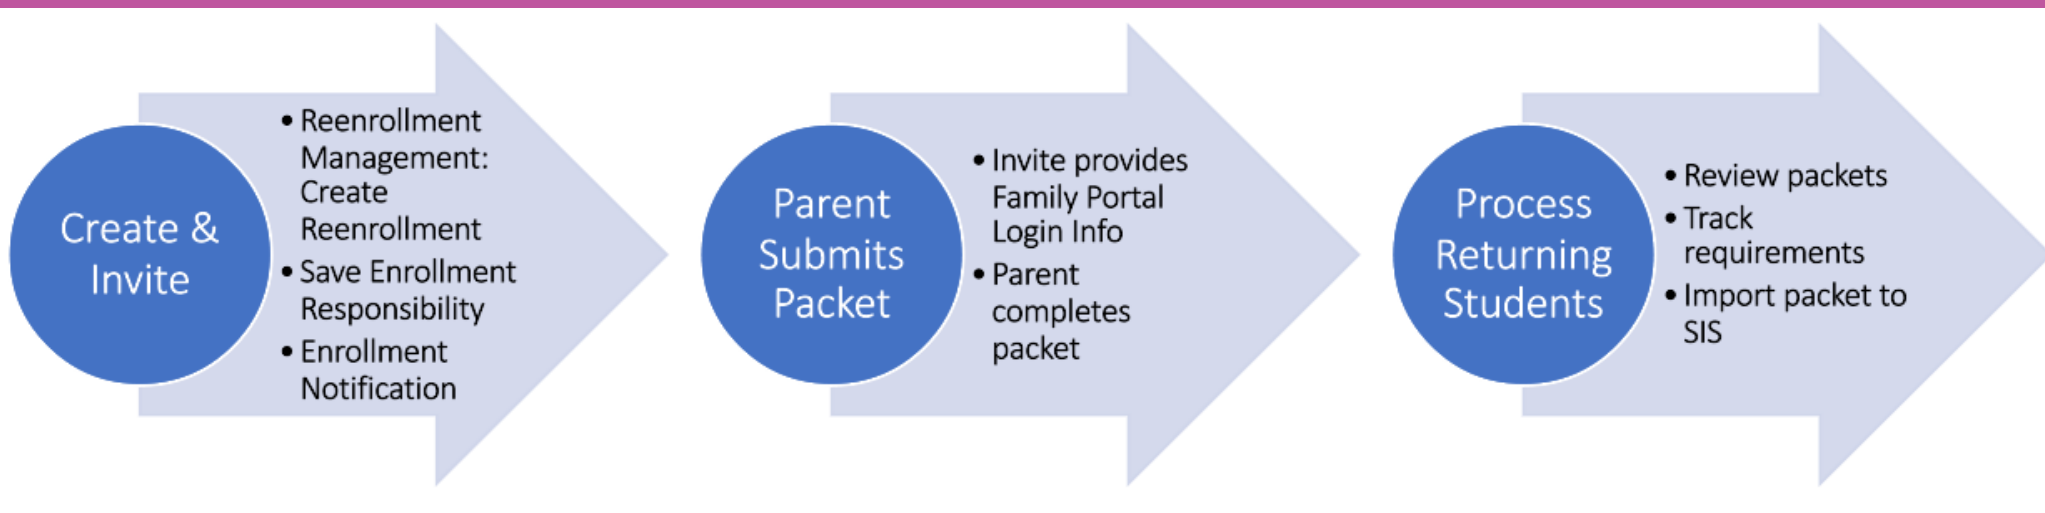 Create &
Invite
• Reenrollment
Management:
Create
Reenrollment
• Save Enrollment
Responsibility
• Enrollment
Notification
Parent
Submits
Packet
• Invite provides
Family Portal
Login Info
• Parent
completes
packet
Process
Returning
Students
• Review packets
• Track
requirements
• Import packet to
SIS